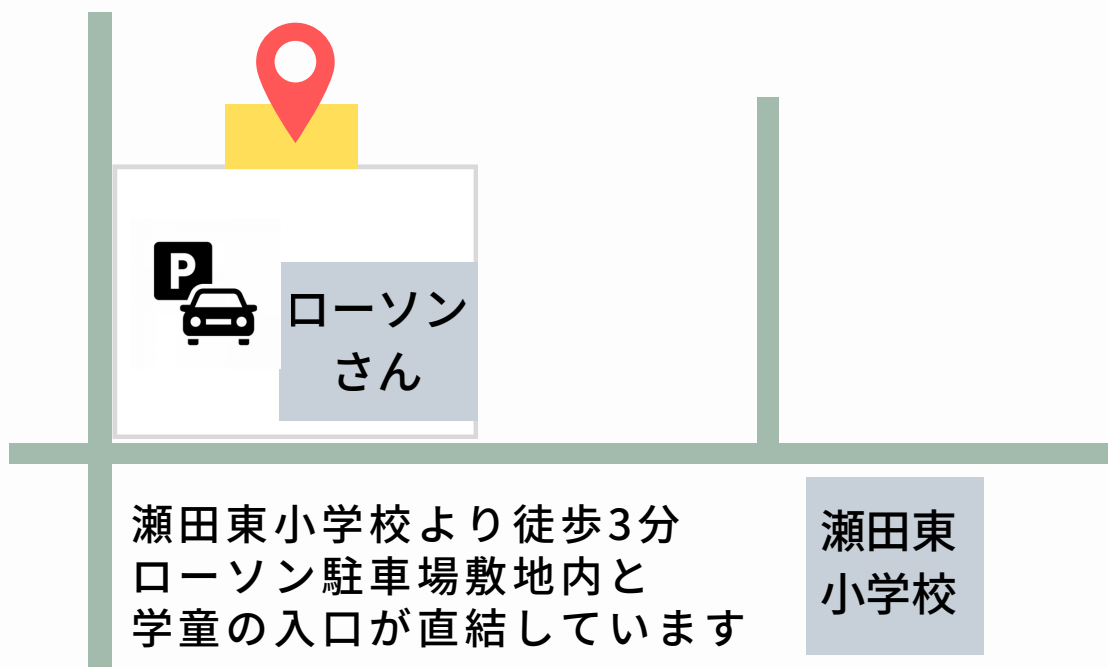 P
ローソン
さん
瀬田東小学校より徒歩3分
ローソン駐車場敷地内と
学童の入口が直結しています
瀬田東
小学校